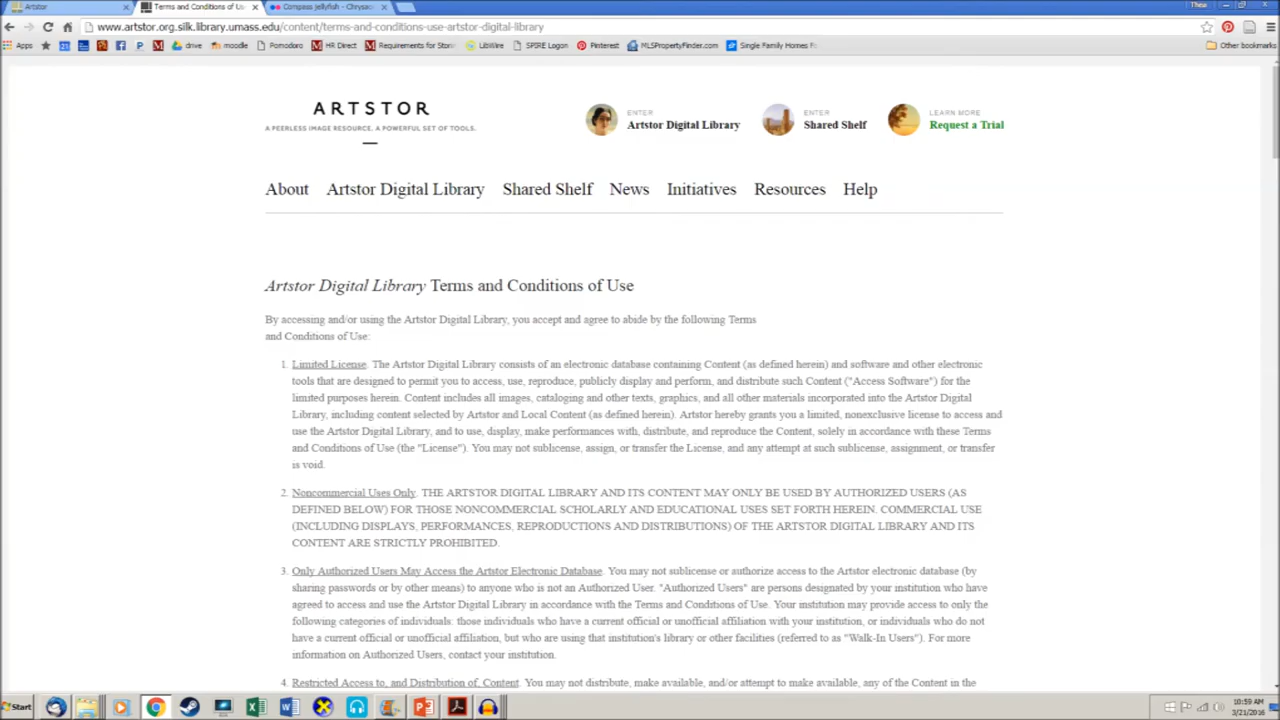 Artstor
Terms and Conditions of Us
Compass Jellyfish - Chrysao
Thea
www.artstor.org.silk.library.umass.edu/content/terms-and-conditions-use-artstor-digital-library
Apps
drive
moodle
Pomodoro
HR Direct
Requirements for Stori
LibWire
SPIRE Logon
Pinterest
MLSPropertyFinder.com
Single Family Homes Fo
Other bookmarks
ARTSTOR
A PEERLESS IMAGE RESOURCE. A POWERFUL SET OF TOOLS.
ENTER
Artstor Digital Library
ENTER
Shared Shelf
LEARN MORE
Request a Trial
About Artstor Digital Library Shared Shelf News Initiatives Resources Help
Artstor Digital Library Terms and Conditions of Use
By accessing and/or using the Artstor Digital Library, you accept and agree to abide by the following Terms
and Conditions of Use:
1. Limited License. The Artstor Digital Library consists of an electronic database containing Content (as defined herein) and software and other electronic
tools that are designed to permit you to access, use, reproduce, publicly display and perform, and distribute such Content ("Access Software") for the
limited purposes herein. Content includes all images, cataloging and other texts, graphics, and all other materials incorporated into the Artstor Digital
Library, including content selected by Artstor and Local Content (as defined herein). Artstor hereby grants you a limited, nonexclusive license to access and
use the Artstor Digital Library, and to use, display, make performances with, distribute, and reproduce the Content, solely in accordance with these Terms
and Conditions of Use (the "License"). You may not sublicense, assign, or transfer the License, and any attempt at such sublicense, assignment, or transfer
is void.
2. Noncommercial Uses Only. THE ARTSTOR DIGITAL LIBRARY AND ITS CONTENT MAY ONLY BE USED BY AUTHORIZED USERS (AS
DEFINED BELOW) FOR THOSE NONCOMMERCIAL SCHOLARLY AND EDUCATIONAL USES SET FORTH HEREIN. COMMERCIAL USE
(INCLUDING DISPLAYS, PERFORMANCES, REPRODUCTIONS AND DISTRIBUTIONS) OF THE ARTSTOR DIGITAL LIBRARY AND ITS
CONTENT ARE STRICTLY PROHIBITED.
3. Only Authorized Users May Access the Artstor Electronic Database. You may not sublicense or authorize access to the Artstor electronic database (by
sharing passwords or by other means) to anyone who is not an Authorized User. "Authorized Users" are persons designated by your institution who have
agreed to access and use the Artstor Digital Library in accordance with the Terms and Conditions of Use. Your institution may provide access to only the
following categories of individuals: those individuals who have a current official or unofficial affiliation with your institution, or individuals who do not
have a current official or unofficial affiliation, but who are using that institution's library or other facilities (referred to as "Walk-In Users"). For more
information on Authorized Users, contact your institution.
4. Restricted Access to, and Distribution of, Content. You may not distribute, make available, and/or attempt to make available, any of the Content in the
Start
10:59 AM
3/21/2016